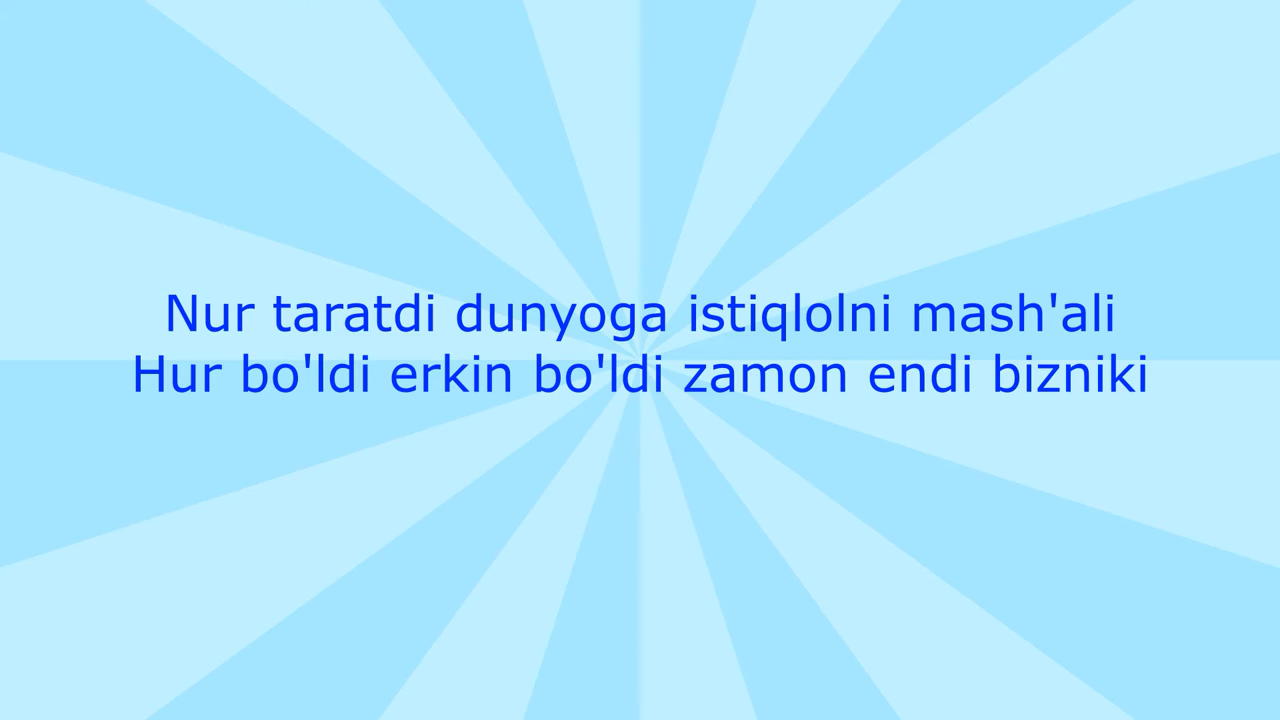 Nur taratdi dunyoga istiqlolni mash'ali
Hur bo'ldi erkin bo'ldi zamon endi bizniki